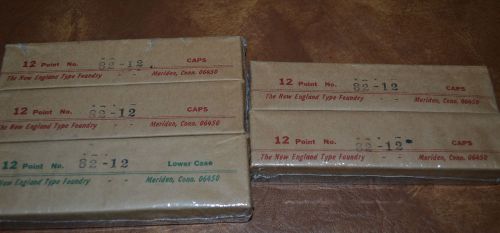 12 Point No. 82-12 CAPS
The New England Type Foundry - - Meriden, Conn. 06450
12 Point No. 82-12 CAPS
The New England Type Foundry - - Meriden, Conn. 06450
12 Point No. 82-12 Lower Case
The New England Type Foundry - - Meriden, Conn. 06450
12 Point No. 82-12 CAPS
The New England Type Foundry - - Meriden, Conn. 06450
12 Point No. 82-12 CAPS
The New England Type Foundry - - Meriden, Conn. 06450